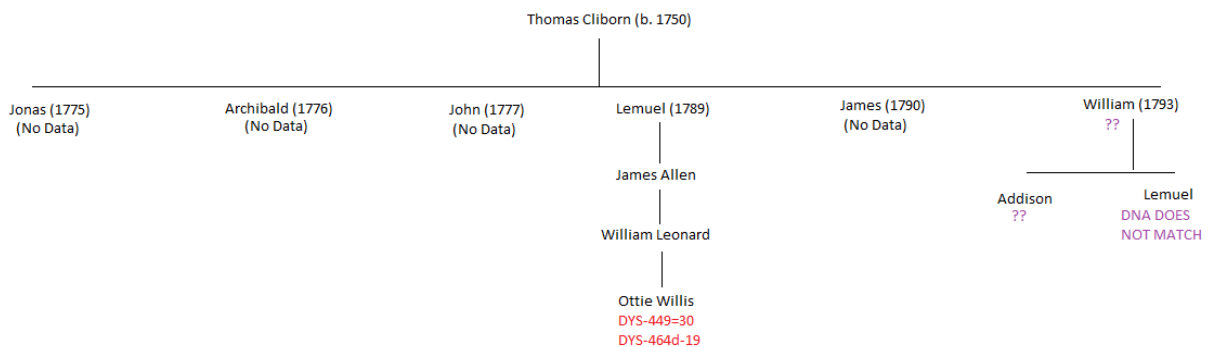 Thomas Cliborn (b. 1750)
Jonas (1775)
(No Data)
Archibald (1776)
(No Data)
John (1777)
(No Data)
Lemuel (1789)
James (1790)
(No Data)
William (1793)
??
James Allen
William Leonard
Ottie Willis
DYS-449=30
DYS-464d-19
Addison
??
Lemuel
DNA DOES
NOT MATCH